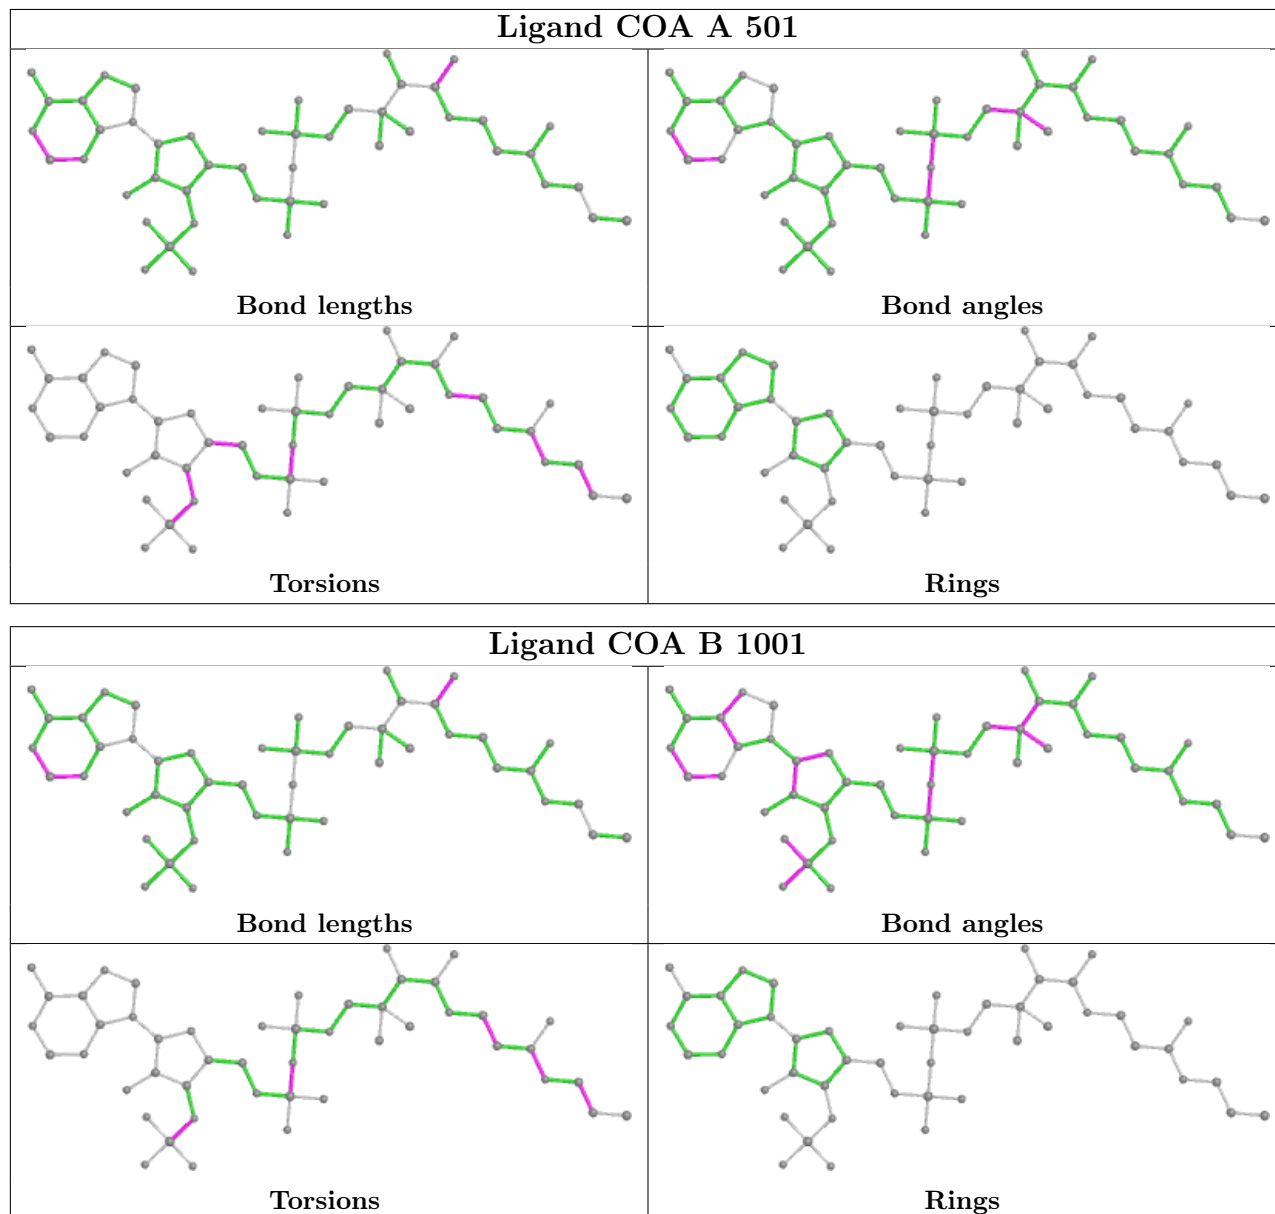 Ligand COA A 501
Bond lengths
Bond angles
Torsions
Rings
Ligand COA B 1001
Bond lengths
Bond angles
Torsions
Rings